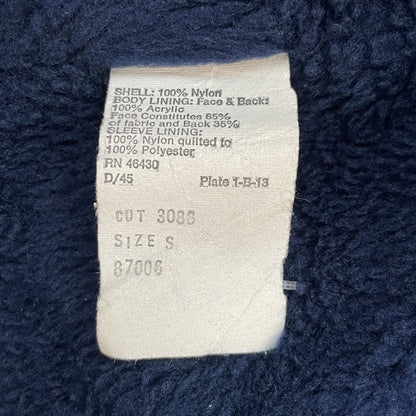 SHELL: 100% Nylon
BODY LINING: Face & Back:
100% Acrylic
Face Constitutes 65%
of fabric and Back 35%
SLEEVE LINING:
100% Nylon quilted to
100% Polyester
RN 46430
D/45 Plate 1-B-13
CUT 3088
SIZE S
87006